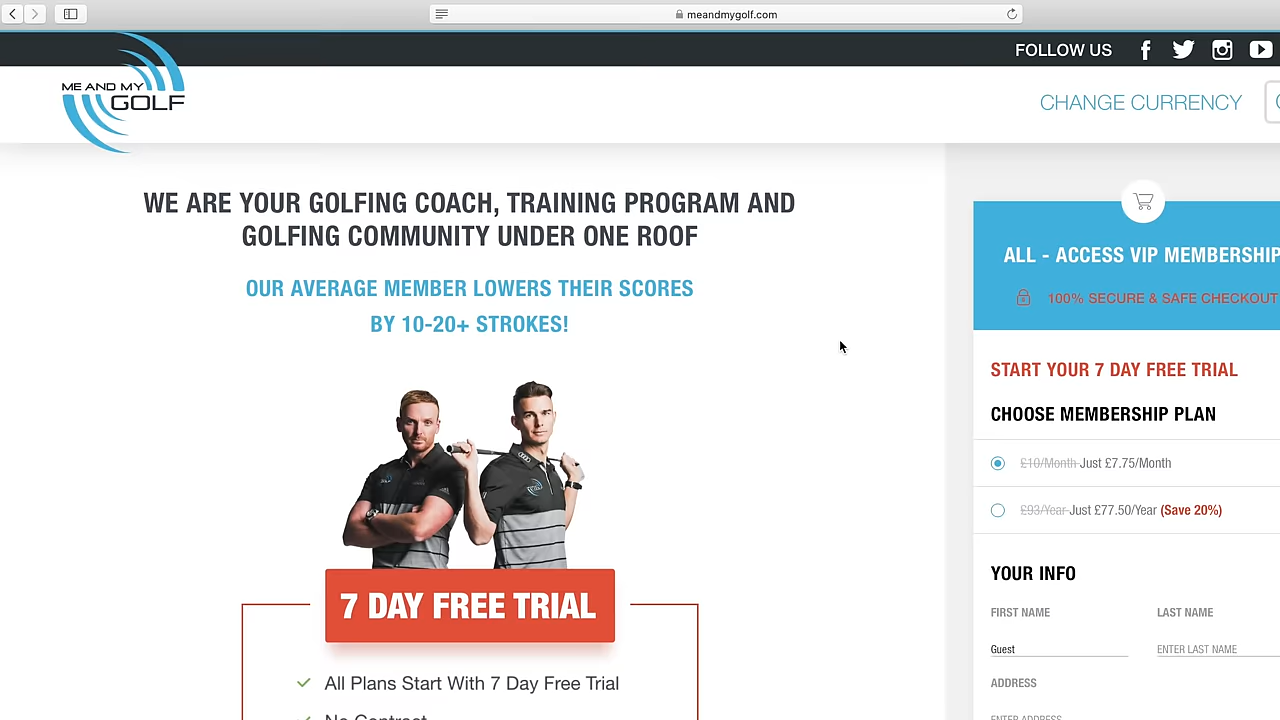 meandmygolf.com
FOLLOW US
ME AND MY
GOLF
CHANGE CURRENCY
WE ARE YOUR GOLFING COACH, TRAINING PROGRAM AND
GOLFING COMMUNITY UNDER ONE ROOF
OUR AVERAGE MEMBER LOWERS THEIR SCORES
BY 10-20+ STROKES!
7 DAY FREE TRIAL
All Plans Start With 7 Day Free Trial
No Contract
ALL - ACCESS VIP MEMBERSHIP
100% SECURE & SAFE CHECKOUT
START YOUR 7 DAY FREE TRIAL
CHOOSE MEMBERSHIP PLAN
£10/Month Just £7.75/Month
£93/Year Just £77.50/Year (Save 20%)
YOUR INFO
FIRST NAME LAST NAME
Guest ENTER LAST NAME
ADDRESS
ENTER ADDRESS